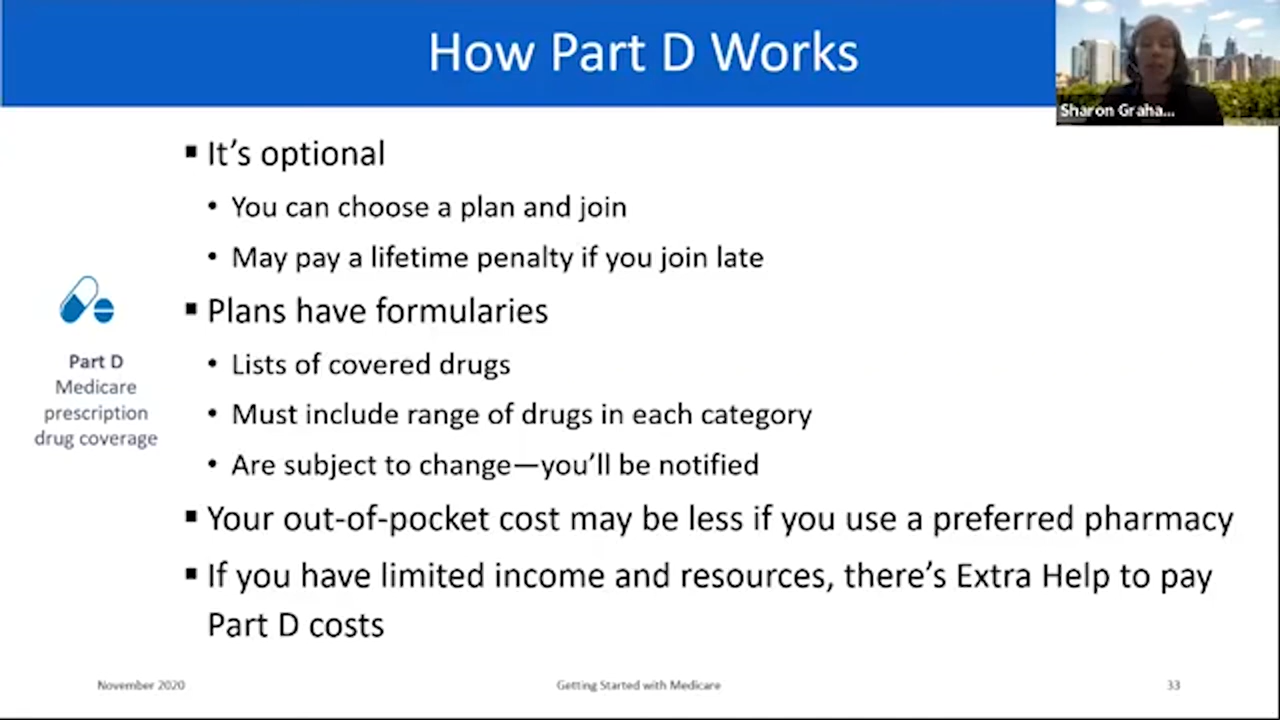 How Part D Works
Sharon Graha...
▪ It's optional
• You can choose a plan and join
• May pay a lifetime penalty if you join late
▪ Plans have formularies
• Lists of covered drugs
• Must include range of drugs in each category
• Are subject to change—you'll be notified
▪ Your out-of-pocket cost may be less if you use a preferred pharmacy
▪ If you have limited income and resources, there's Extra Help to pay
Part D costs
Part D
Medicare
prescription
drug coverage
November 2020
Getting Started with Medicare
33